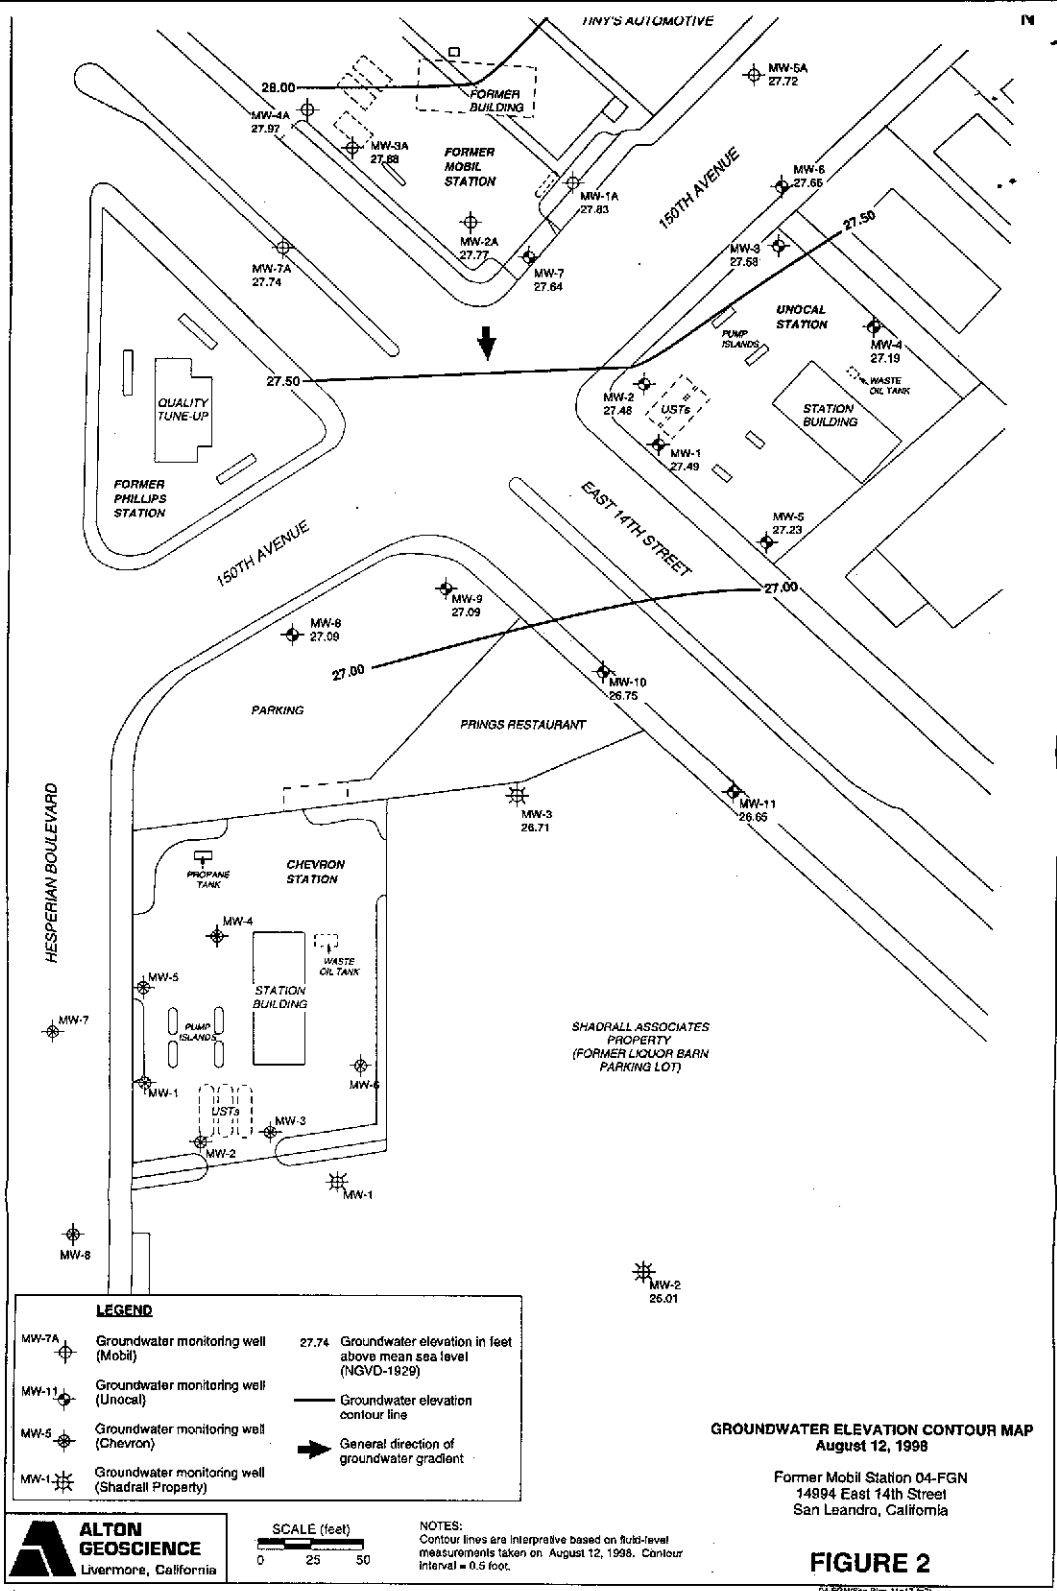 TINY'S AUTOMOTIVE
N
28.00
FORMER
BUILDING
MW-5A
27.72
MW-4A
27.97
MW-3A
27.88
FORMER
MOBIL
STATION
MW-1A
27.83
150TH AVENUE
MW-6
27.66
MW-2A
27.77
MW-7
27.64
MW-7A
27.74
27.50
MW-3
27.58
UNOCAL
STATION
PUMP
ISLANDS
MW-4
27.19
WASTE
OIL TANK
27.50
QUALITY
TUNE-UP
MW-2
27.48
USTs
STATION
BUILDING
MW-1
27.49
FORMER
PHILLIPS
STATION
EAST 14TH STREET
MW-5
27.23
150TH AVENUE
27.00
MW-9
27.09
MW-8
27.09
27.00
MW-10
26.75
PARKING
PRINGS RESTAURANT
MW-11
26.65
MW-3
26.71
HESPERIAN BOULEVARD
CHEVRON
STATION
PROPANE
TANK
MW-4
WASTE
OIL TANK
MW-5
STATION
BUILDING
MW-7
PUMP
ISLANDS
SHADRALL ASSOCIATES
PROPERTY
(FORMER LIQUOR BARN
PARKING LOT)
MW-6
MW-1
USTs
MW-3
MW-2
MW-1
MW-8
MW-2
26.01
LEGEND
MW-7A
Groundwater monitoring well
(Mobil)
MW-11
Groundwater monitoring well
(Unocal)
MW-5
Groundwater monitoring well
(Chevron)
MW-1
Groundwater monitoring well
(Shadrall Property)
27.74
Groundwater elevation in feet
above mean sea level
(NGVD-1929)
Groundwater elevation
contour line
General direction of
groundwater gradient
GROUNDWATER ELEVATION CONTOUR MAP
August 12, 1998
Former Mobil Station 04-FGN
14994 East 14th Street
San Leandro, California
ALTON
GEOSCIENCE
Livermore, California
SCALE (feet)
0 25 50
NOTES:
Contour lines are interpretive based on fluid-level
measurements taken on August 12, 1998. Contour
interval = 0.5 foot.
FIGURE 2